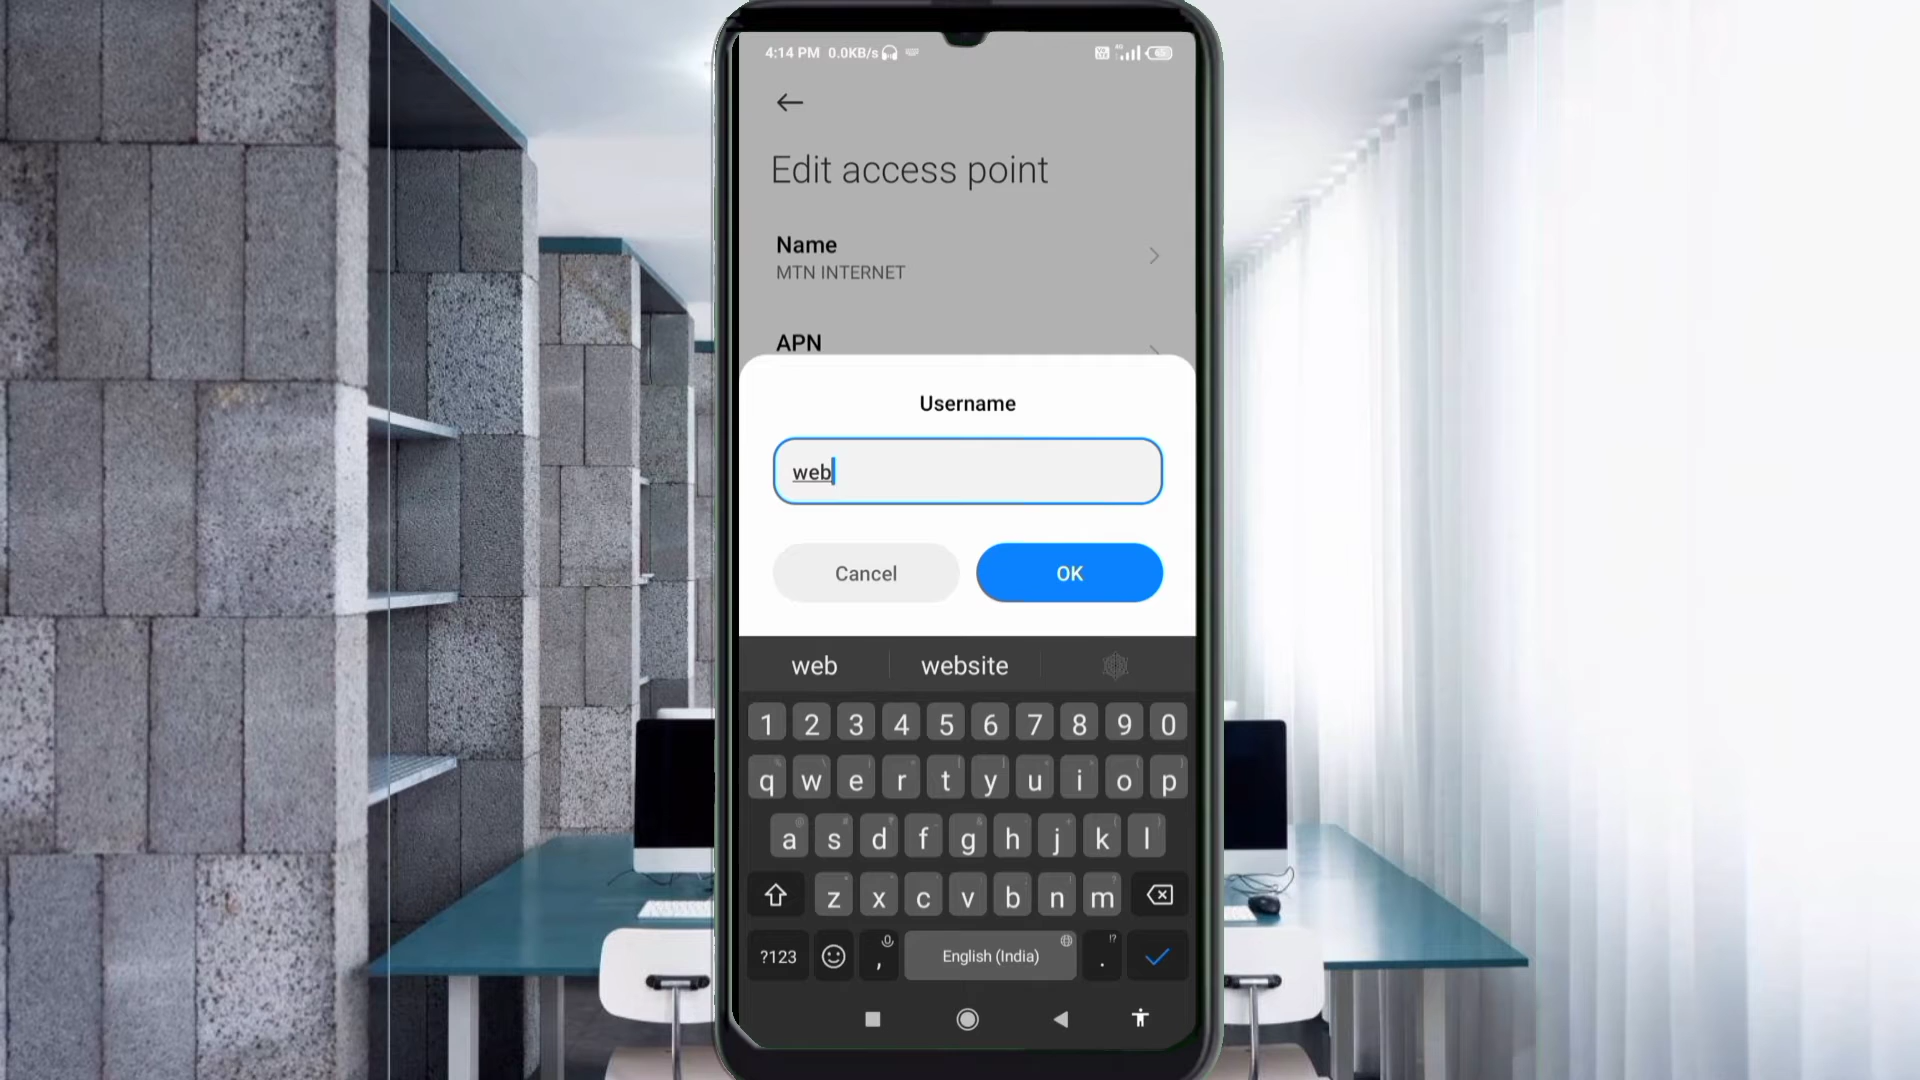 4:14 PM 0.0KB/s
Edit access point
Name
MTN INTERNET
APN
Username
web
Cancel OK
web website
1 2 3 4 5 6 7 8 9 0
q w e r t y u i o p
a s d f g h j k l
z x c v b n m
?123 , English (India) .